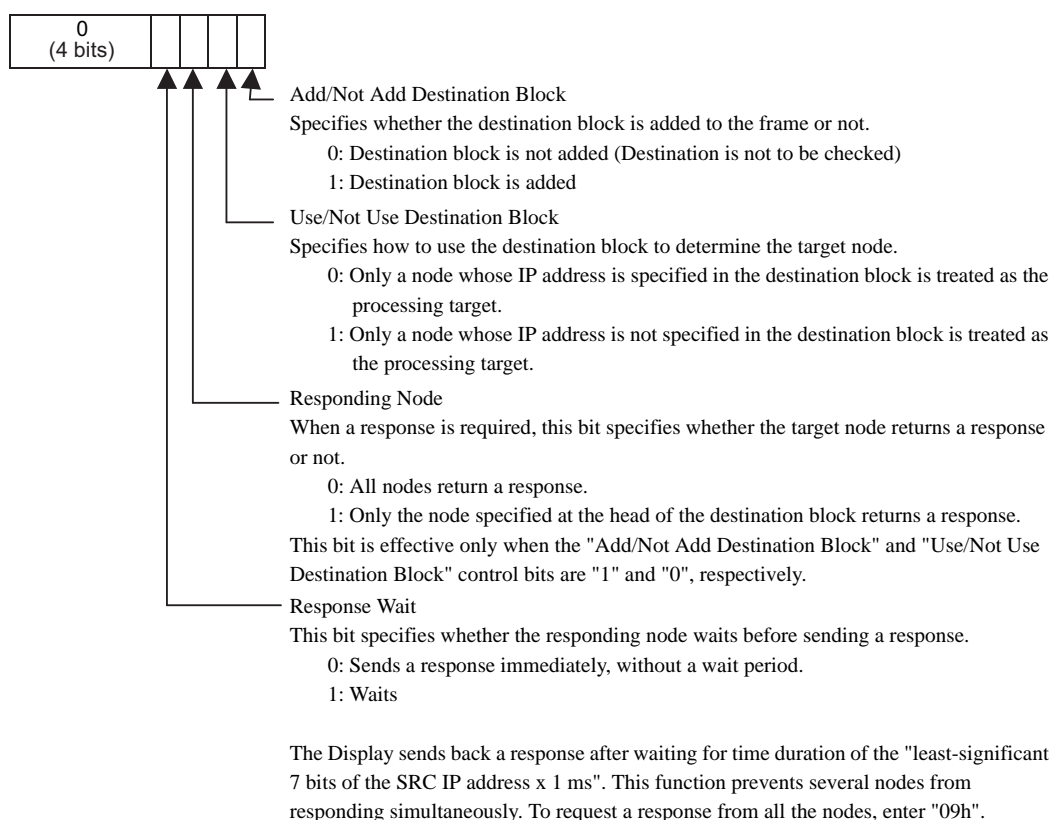 0
(4 bits)
Add/Not Add Destination Block
Specifies whether the destination block is added to the frame or not.
0: Destination block is not added (Destination is not to be checked)
1: Destination block is added
Use/Not Use Destination Block
Specifies how to use the destination block to determine the target node.
0: Only a node whose IP address is specified in the destination block is treated as the
processing target.
1: Only a node whose IP address is not specified in the destination block is treated as
the processing target.
Responding Node
When a response is required, this bit specifies whether the target node returns a response
or not.
0: All nodes return a response.
1: Only the node specified at the head of the destination block returns a response.
This bit is effective only when the "Add/Not Add Destination Block" and "Use/Not Use
Destination Block" control bits are "1" and "0", respectively.
Response Wait
This bit specifies whether the responding node waits before sending a response.
0: Sends a response immediately, without a wait period.
1: Waits
The Display sends back a response after waiting for time duration of the "least-significant
7 bits of the SRC IP address x 1 ms". This function prevents several nodes from
responding simultaneously. To request a response from all the nodes, enter "09h".